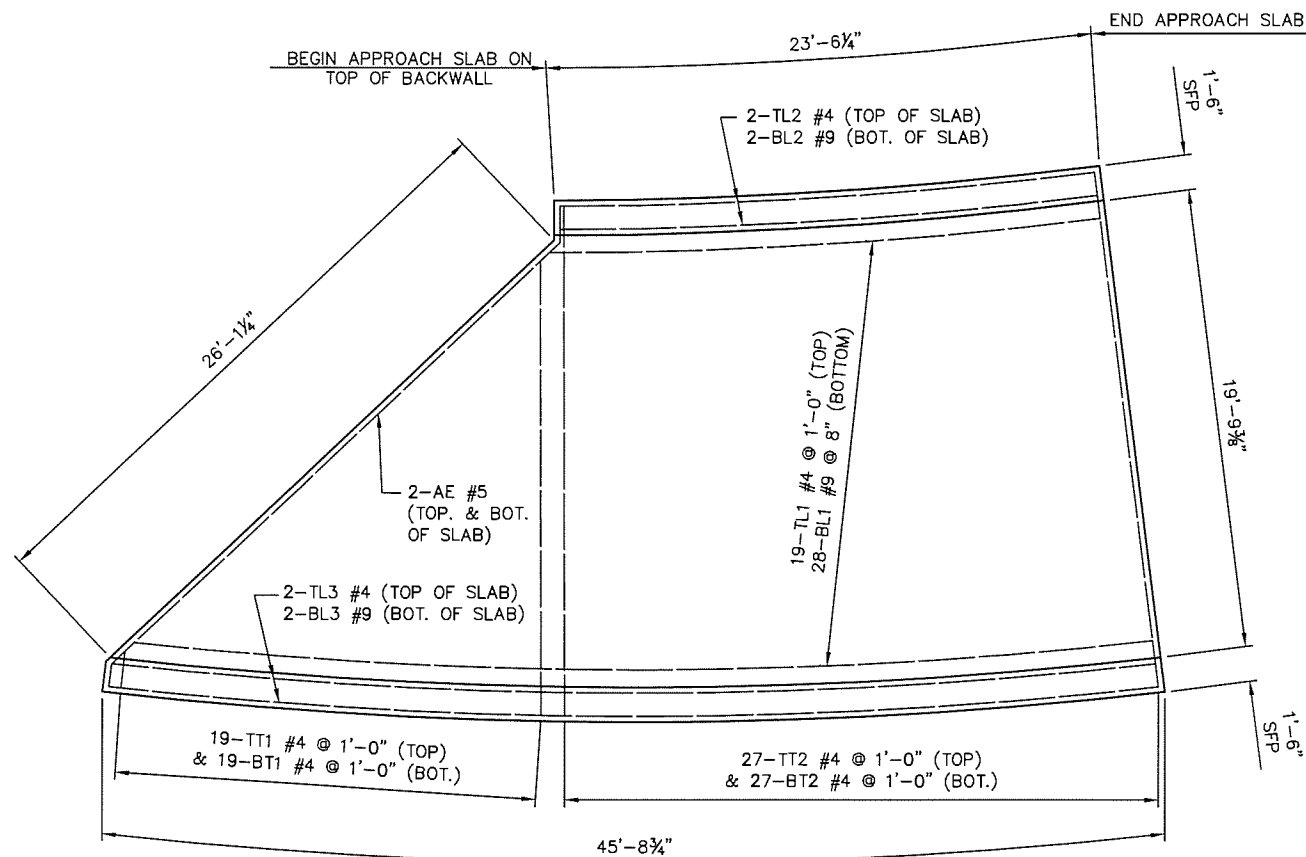 END APPROACH SLAB
23'-6¼"
BEGIN APPROACH SLAB ON
TOP OF BACKWALL
1'-6"
SFP
2-TL2 #4 (TOP OF SLAB)
2-BL2 #9 (BOT. OF SLAB)
26'-1¼"
19'-9⅜"
19-TL1 #4 @ 1'-0" (TOP)
28-BL1 #9 @ 8" (BOTTOM)
2-AE #5
(TOP. & BOT.
OF SLAB)
2-TL3 #4 (TOP OF SLAB)
2-BL3 #9 (BOT. OF SLAB)
1'-6"
SFP
19-TT1 #4 @ 1'-0" (TOP)
& 19-BT1 #4 @ 1'-0" (BOT.)
27-TT2 #4 @ 1'-0" (TOP)
& 27-BT2 #4 @ 1'-0" (BOT.)
45'-8¾"